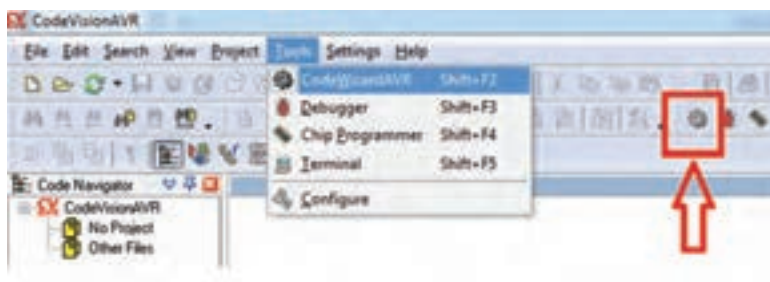 CodeVisionAVR
File Edit Search View Project Tools Settings Help
CodeWizardAVR Shift+F2
Debugger Shift+F3
Chip Programmer Shift+F4
Terminal Shift+F5
Configure
Code Navigator
CodeVisionAVR
No Project
Other Files